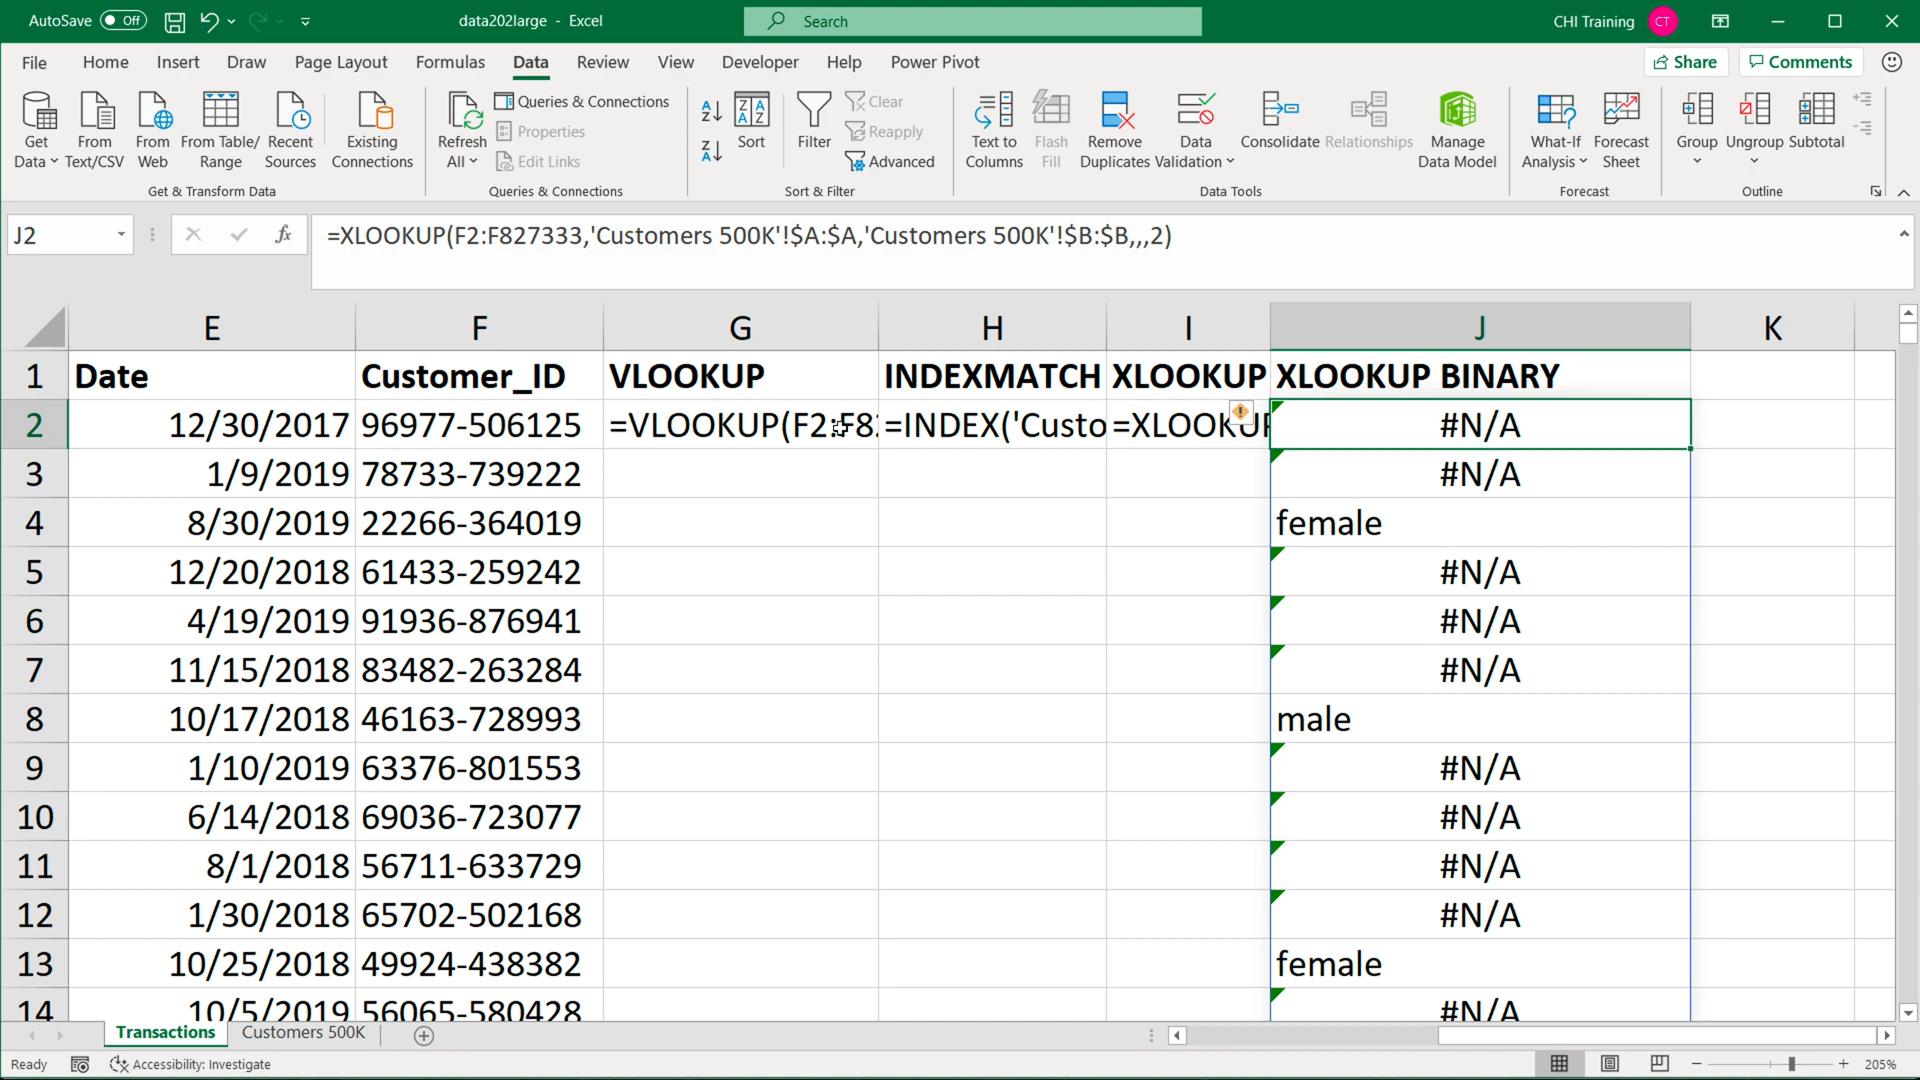 AutoSave Off data202large - Excel Search CHI Training CT
File Home Insert Draw Page Layout Formulas Data Review View Developer Help Power Pivot Share Comments
Get Data From Text/CSV From Web From Table/ Range Recent Sources Existing Connections
Get & Transform Data
Refresh All Queries & Connections Properties Edit Links
Queries & Connections
Sort Filter Clear Reapply Advanced
Sort & Filter
Text to Columns Flash Fill Remove Duplicates Data Validation Consolidate Relationships Manage Data Model
Data Tools
What-If Analysis Forecast Sheet
Forecast
Group Ungroup Subtotal
Outline
J2 fx =XLOOKUP(F2:F827333,'Customers 500K'!$A:$A,'Customers 500K'!$B:$B,,,2)
E F G H I J K
1 Date Customer_ID VLOOKUP INDEXMATCH XLOOKUP XLOOKUP BINARY
2 12/30/2017 96977-506125 =VLOOKUP(F2:F82 =INDEX('Custo =XLOOKUP #N/A
3 1/9/2019 78733-739222 #N/A
4 8/30/2019 22266-364019 female
5 12/20/2018 61433-259242 #N/A
6 4/19/2019 91936-876941 #N/A
7 11/15/2018 83482-263284 #N/A
8 10/17/2018 46163-728993 male
9 1/10/2019 63376-801553 #N/A
10 6/14/2018 69036-723077 #N/A
11 8/1/2018 56711-633729 #N/A
12 1/30/2018 65702-502168 #N/A
13 10/25/2018 49924-438382 female
14 10/5/2019 56065-580428 #N/A
Transactions Customers 500K
Ready Accessibility: Investigate 205%